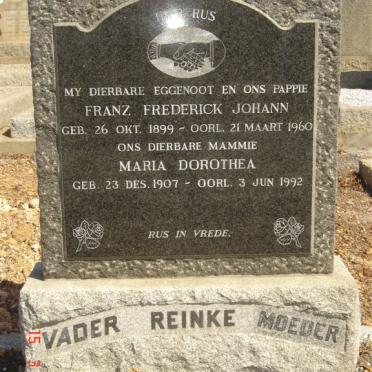 HIER RUS
MY DIERBARE EGGENOOT EN ONS PAPPIE
FRANZ FREDERICK JOHANN
GEB. 26 OKT. 1899 - OORL. 21 MAART 1960
ONS DIERBARE MAMMIE
MARIA DOROTHEA
GEB. 23 DES. 1907 - OORL. 3 JUN 1992
RUS IN VREDE.
VADER REINKE MOEDER